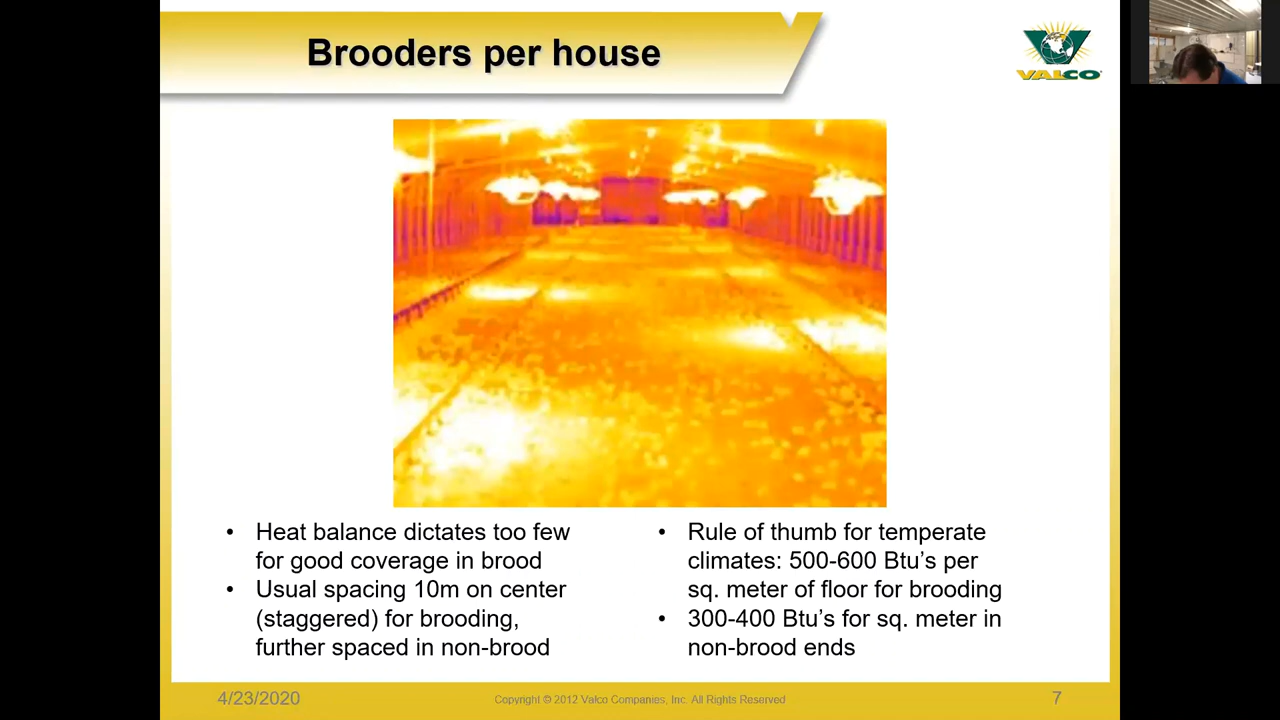 Brooders per house
VALCO
• Heat balance dictates too few
for good coverage in brood
• Usual spacing 10m on center
(staggered) for brooding,
further spaced in non-brood
• Rule of thumb for temperate
climates: 500-600 Btu’s per
sq. meter of floor for brooding
• 300-400 Btu’s for sq. meter in
non-brood ends
4/23/2020
Copyright © 2012 Valco Companies, Inc. All Rights Reserved
7